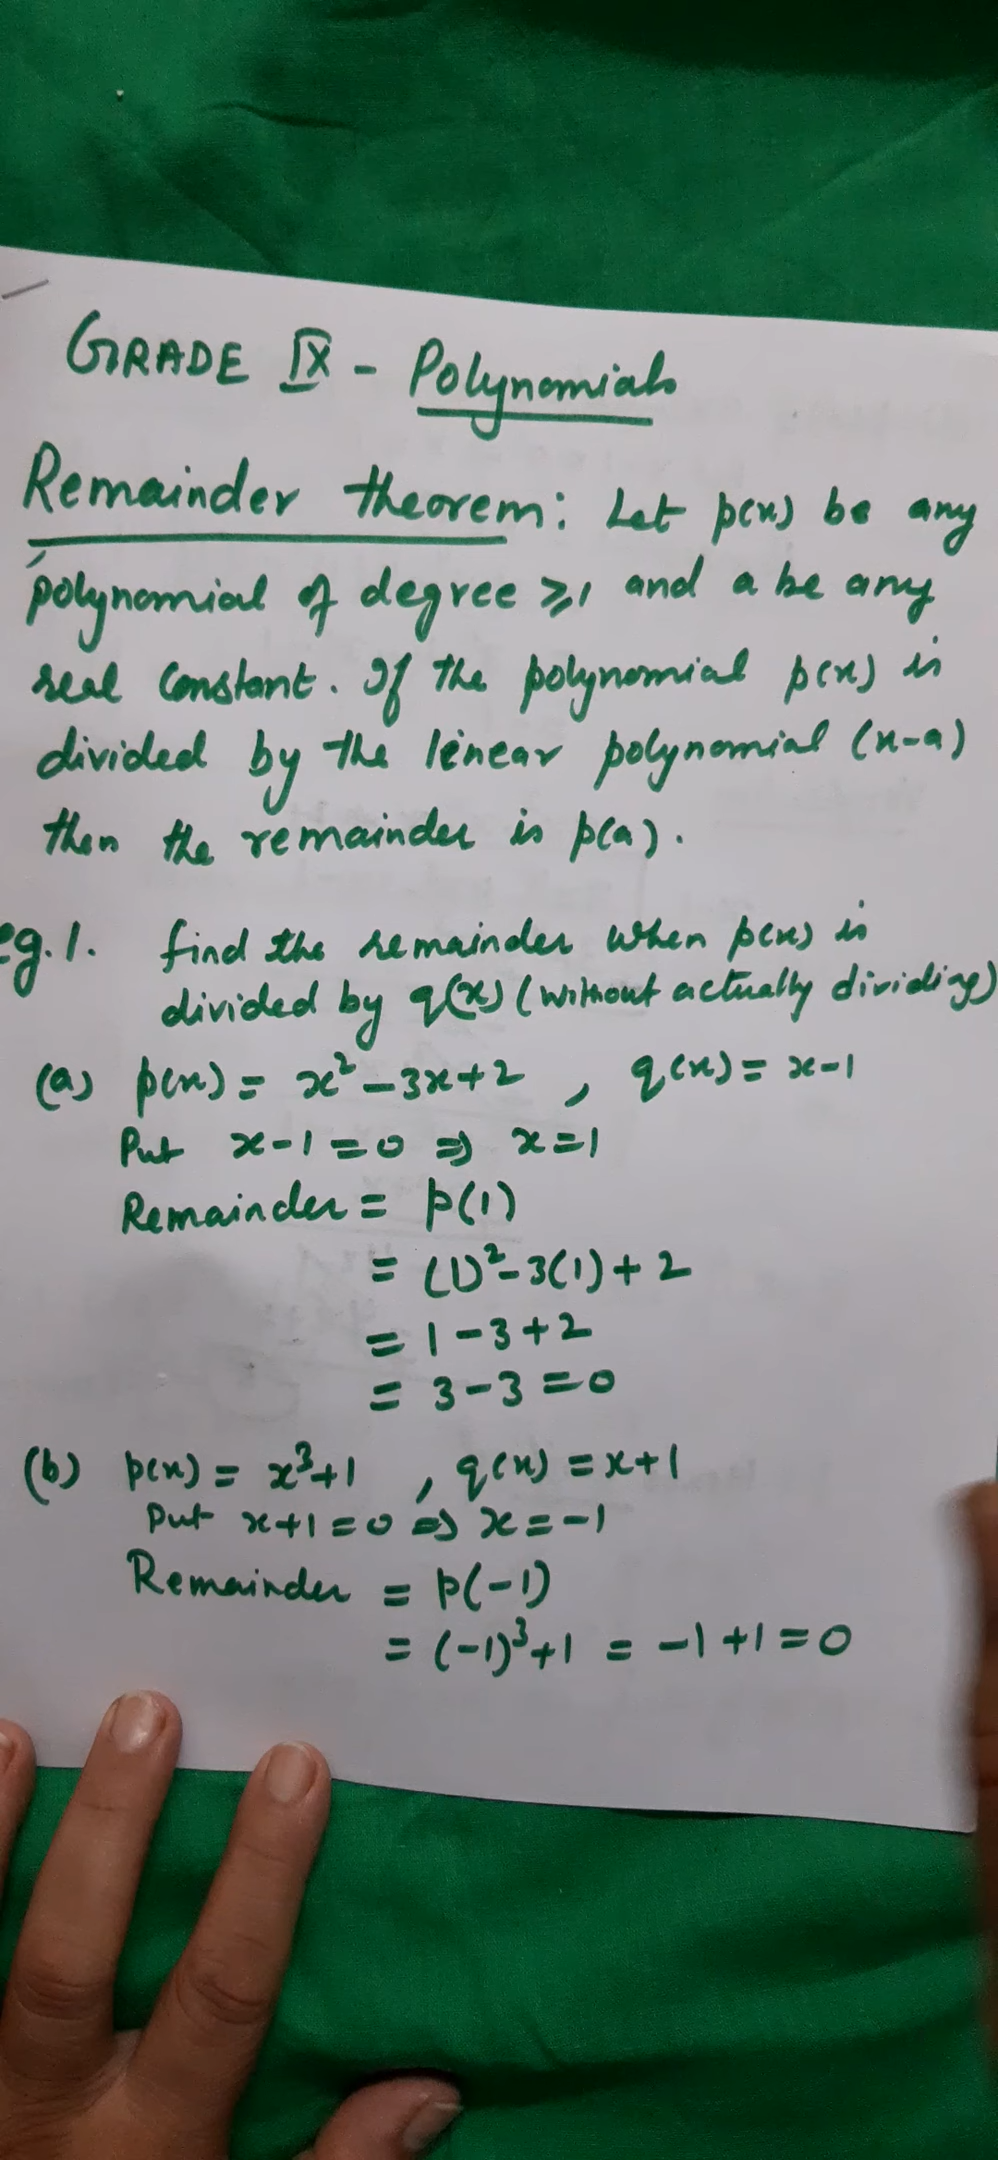 GRADE IX - Polynomials
Remainder theorem: Let p(x) be any
polynomial of degree ≥1 and a be any
real constant. If the polynomial p(x) is
divided by the linear polynomial (x-a)
then the remainder is p(a).
eg.1. find the remainder when p(x) is
divided by q(x) (without actually dividing)
(a) p(x) = x²-3x+2 , q(x) = x-1
Put x-1=0 ⇒ x=1
Remainder = p(1)
= (1)²-3(1)+2
= 1-3+2
= 3-3=0
(b) p(x) = x³+1 , q(x) = x+1
Put x+1=0 ⇒ x=-1
Remainder = p(-1)
= (-1)³+1 = -1+1=0